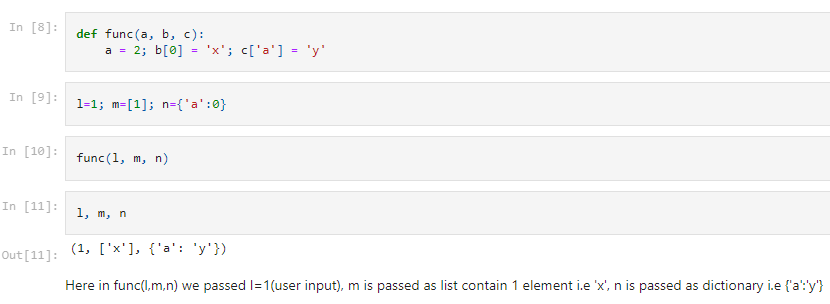 In [8]: def func(a, b, c):
a = 2; b[0] = 'x'; c['a'] = 'y'
In [9]: l=1; m=[1]; n={'a':0}
In [10]: func(l, m, n)
In [11]: l, m, n
Out[11]: (1, ['x'], {'a': 'y'})
Here in func(l,m,n) we passed l=1(user input), m is passed as list contain 1 element i.e 'x', n is passed as dictionary i.e {'a':'y'}